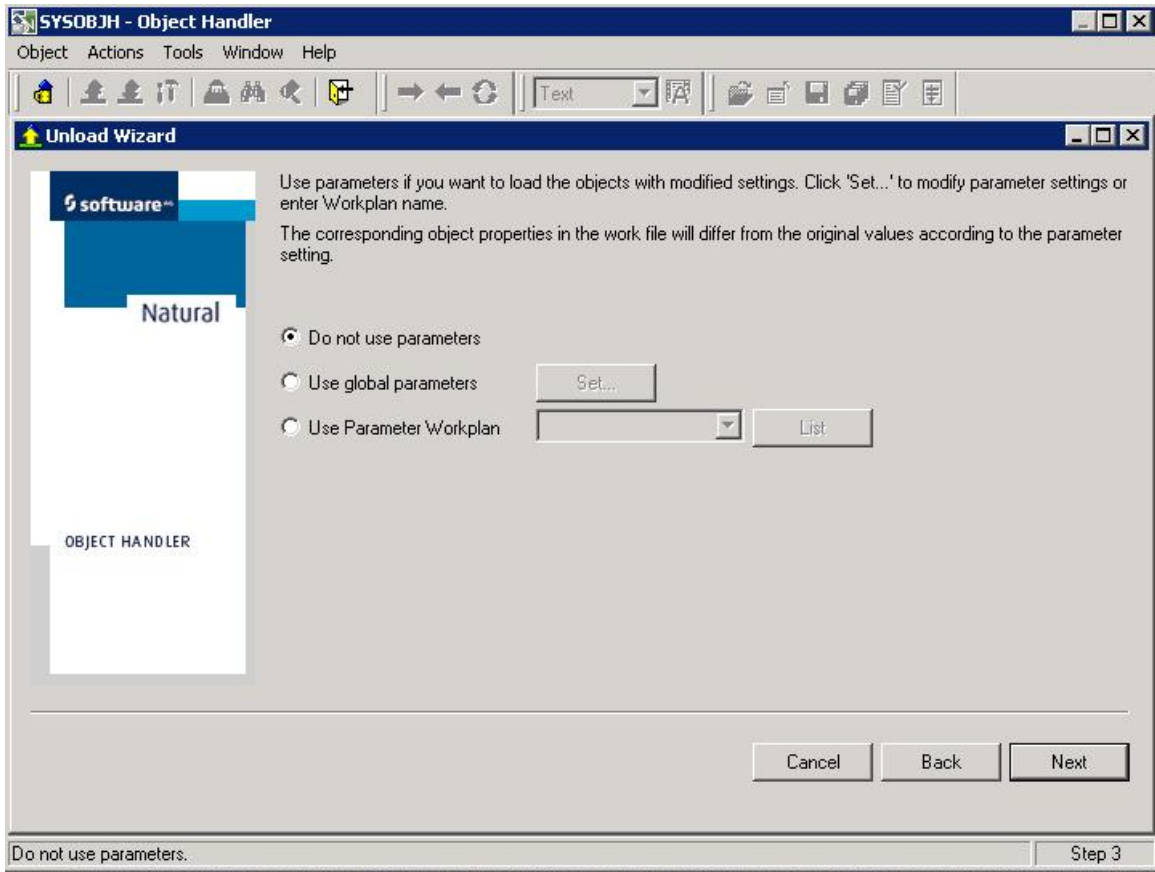 SYSOBJH - Object Handler
Object Actions Tools Window Help
Text
Unload Wizard
software AG
Natural
OBJECT HANDLER
Use parameters if you want to load the objects with modified settings. Click 'Set...' to modify parameter settings or
enter Workplan name.
The corresponding object properties in the work file will differ from the original values according to the parameter
setting.
Do not use parameters
Use global parameters Set...
Use Parameter Workplan List
Cancel Back Next
Do not use parameters. Step 3